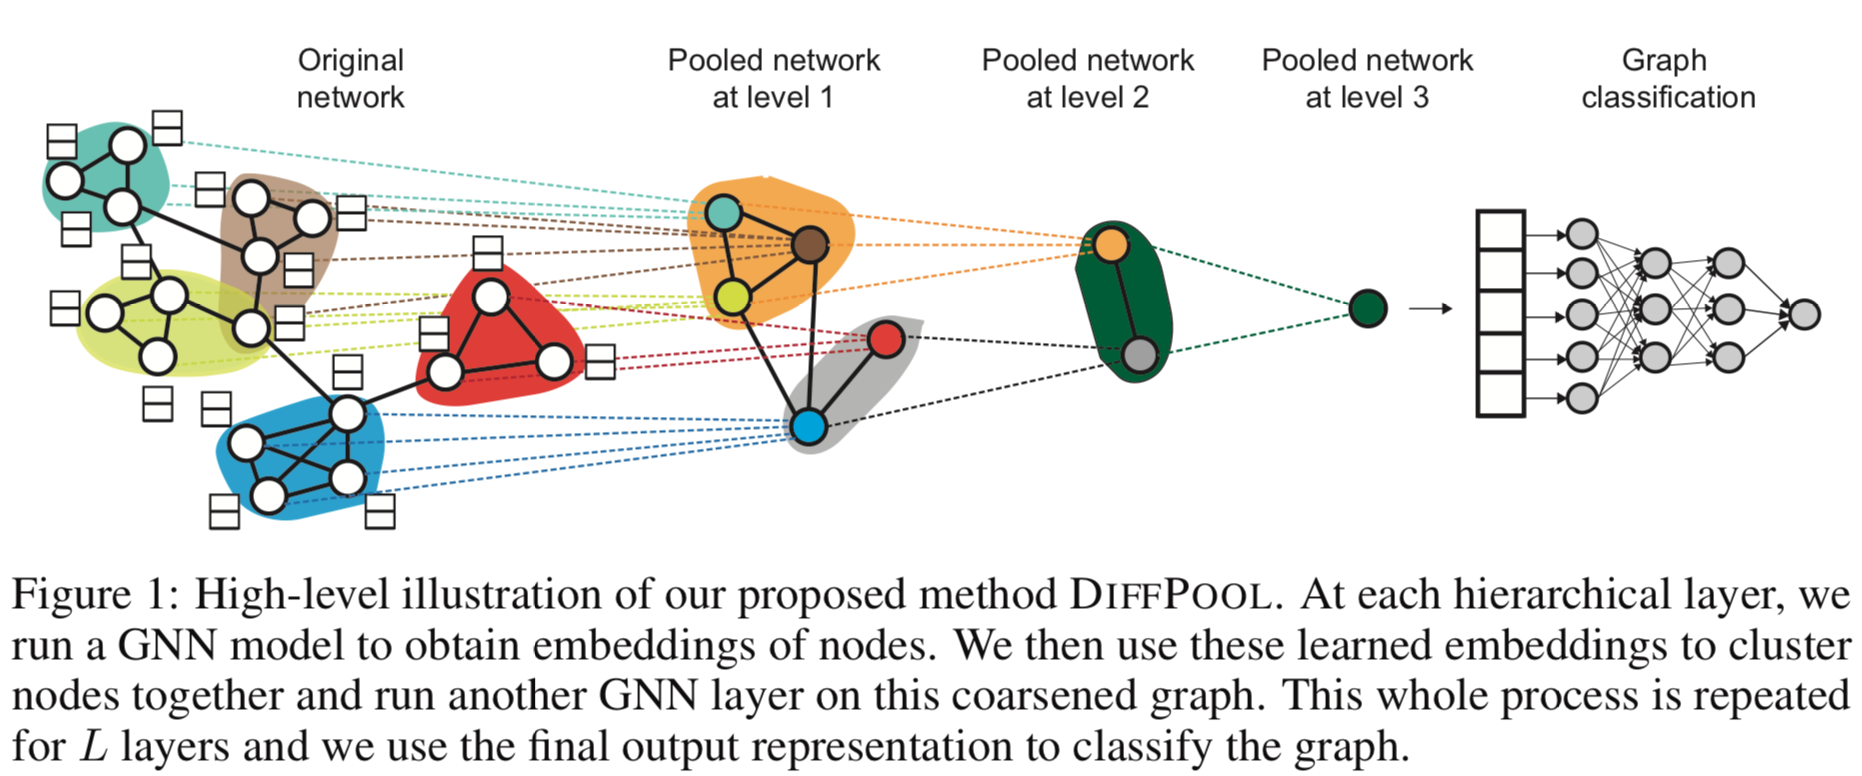 Original
network
Pooled network
at level 1
Pooled network
at level 2
Pooled network
at level 3
Graph
classification
Figure 1: High-level illustration of our proposed method DIFFPOOL. At each hierarchical layer, we
run a GNN model to obtain embeddings of nodes. We then use these learned embeddings to cluster
nodes together and run another GNN layer on this coarsened graph. This whole process is repeated
for L layers and we use the final output representation to classify the graph.